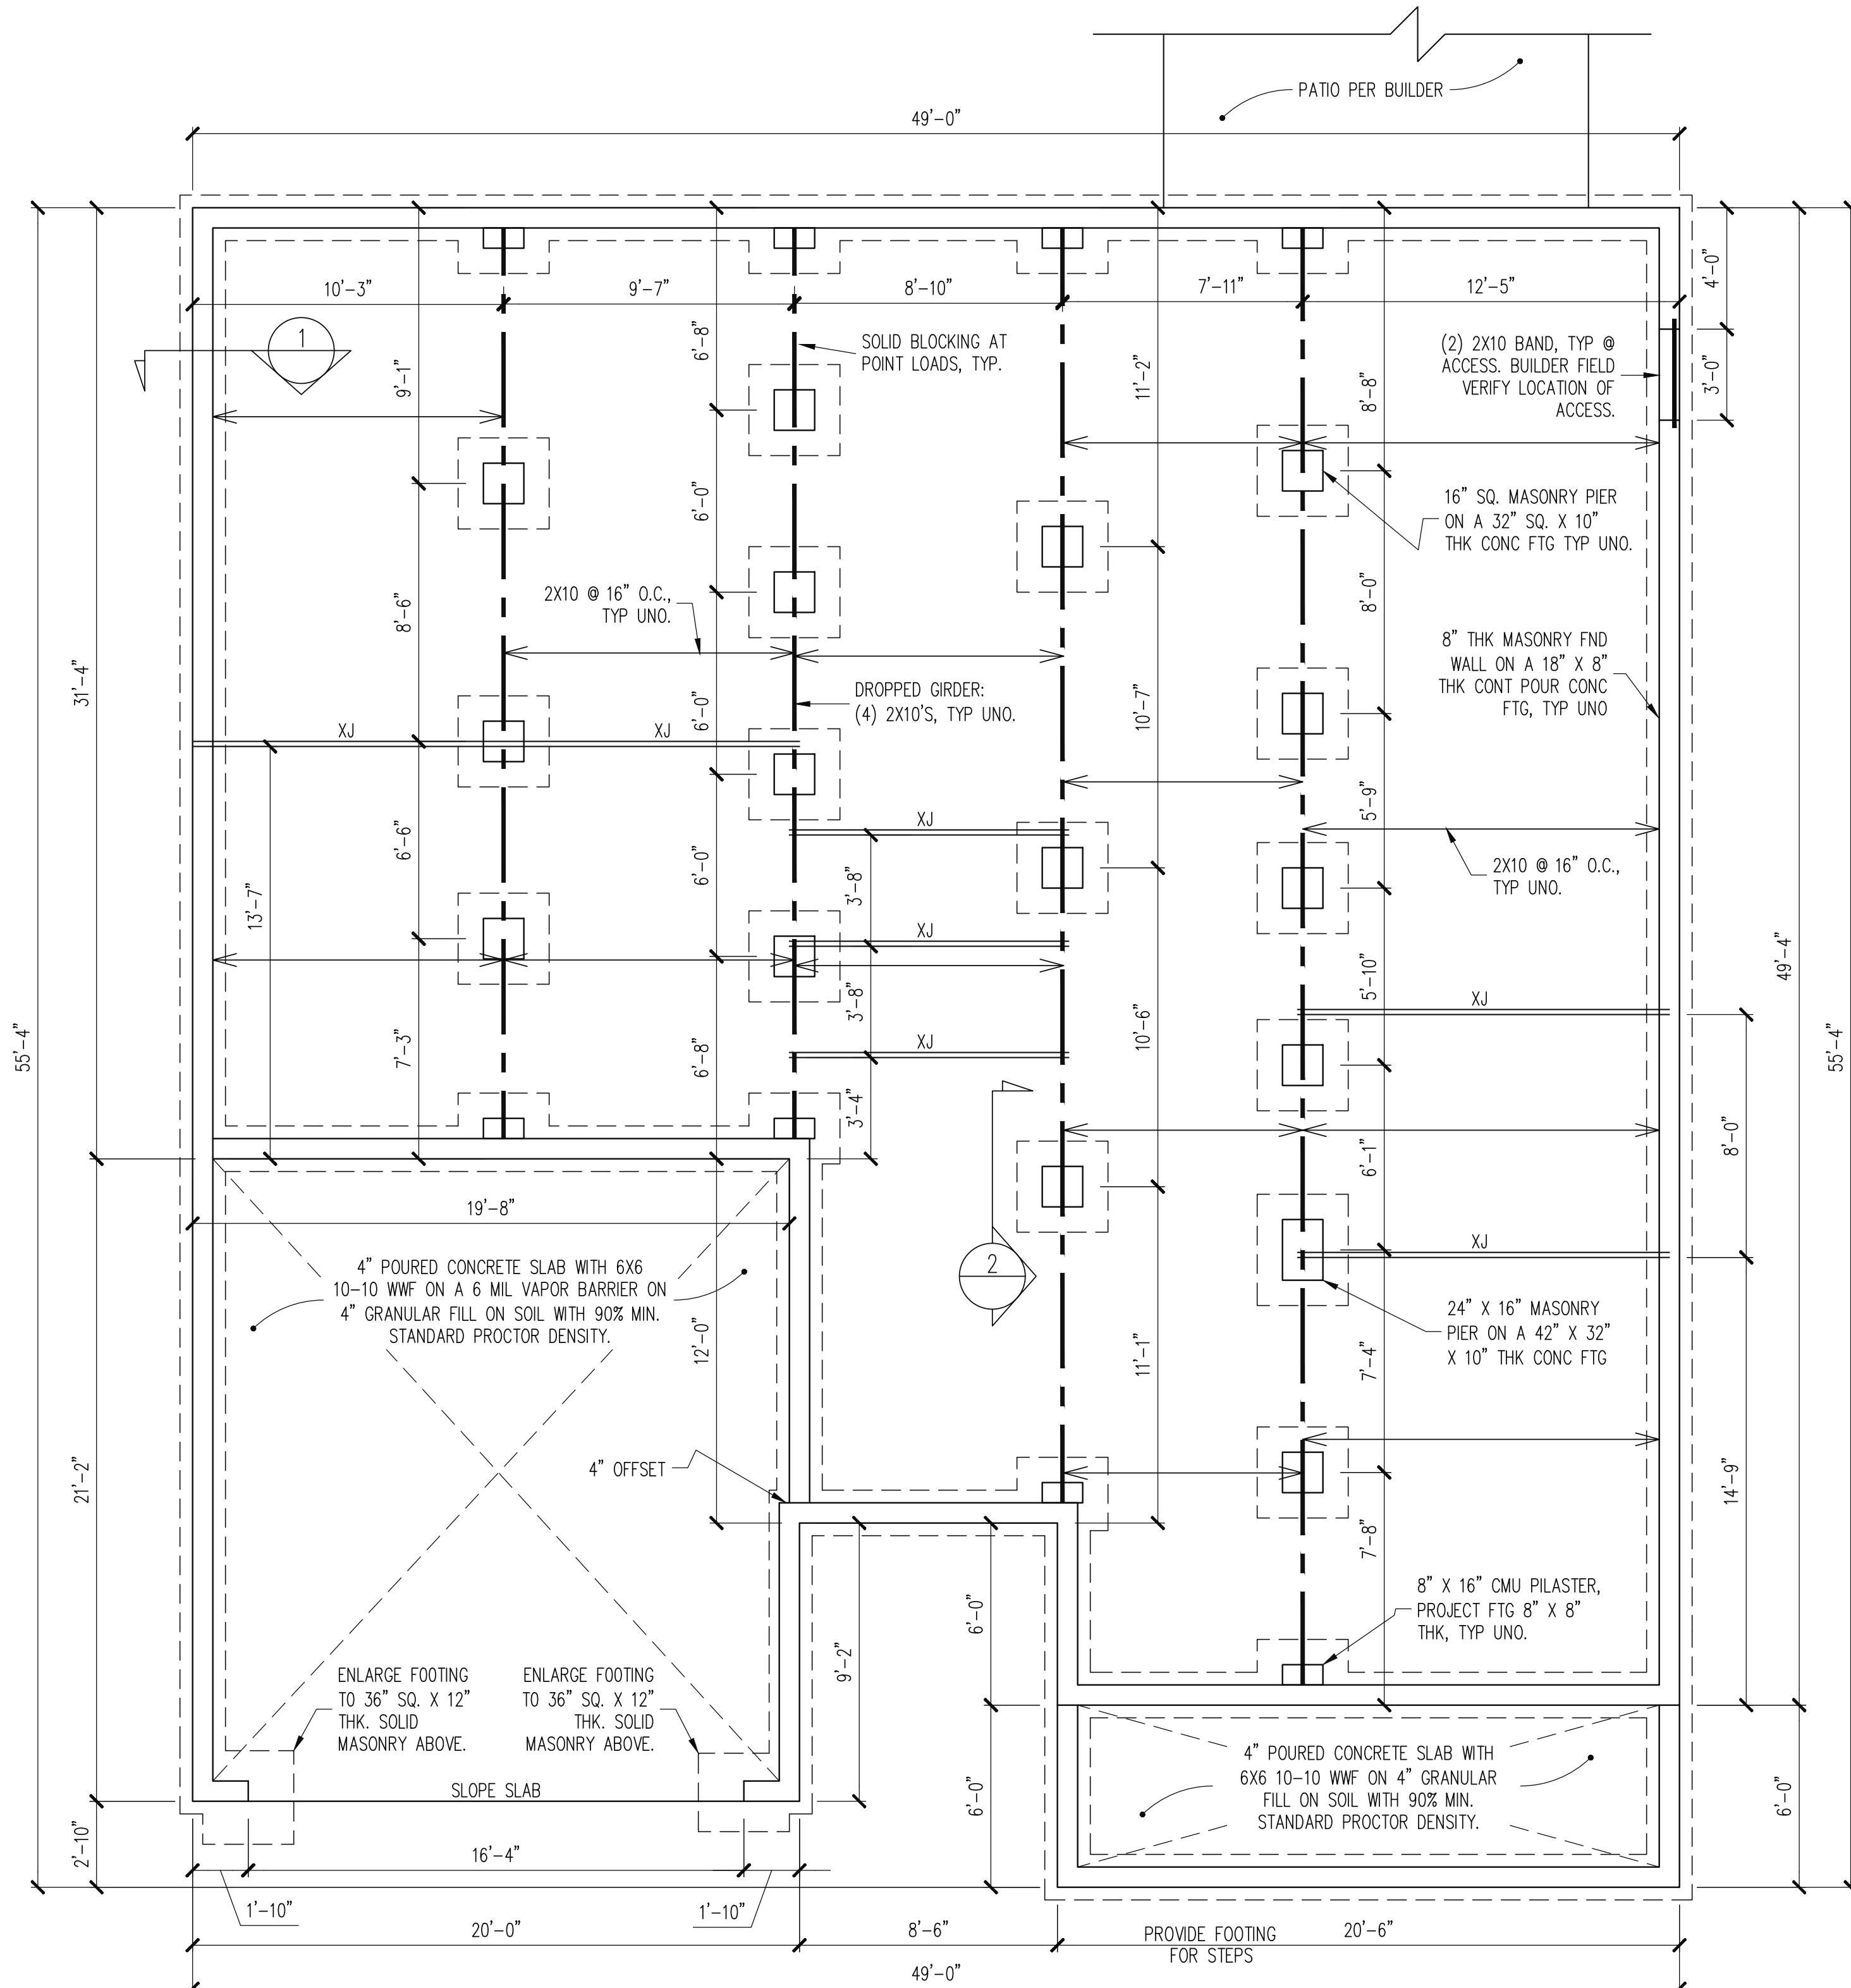 PATIO PER BUILDER
49'-0"
10'-3"
9'-7"
8'-10"
7'-11"
12'-5"
4'-0"
3'-0"
1
9'-1"
6'-8"
SOLID BLOCKING AT
POINT LOADS, TYP.
11'-2"
8'-8"
(2) 2X10 BAND, TYP @
ACCESS. BUILDER FIELD
VERIFY LOCATION OF
ACCESS.
16" SQ. MASONRY PIER
ON A 32" SQ. X 10"
THK CONC FTG TYP UNO.
6'-0"
2X10 @ 16" O.C.,
TYP UNO.
8'-6"
8'-0"
8" THK MASONRY FND
WALL ON A 18" X 8"
THK CONT POUR CONC
FTG, TYP UNO
31'-4"
DROPPED GIRDER:
(4) 2X10'S, TYP UNO.
6'-0"
10'-7"
XJ
XJ
5'-9"
XJ
6'-6"
6'-0"
3'-8"
2X10 @ 16" O.C.,
TYP UNO.
13'-7"
XJ
49'-4"
5'-10"
XJ
3'-8"
55'-4"
55'-4"
7'-3"
6'-8"
XJ
10'-6"
3'-4"
8'-0"
6'-1"
19'-8"
4" POURED CONCRETE SLAB WITH 6X6
10-10 WWF ON A 6 MIL VAPOR BARRIER ON
4" GRANULAR FILL ON SOIL WITH 90% MIN.
STANDARD PROCTOR DENSITY.
2
XJ
24" X 16" MASONRY
PIER ON A 42" X 32"
X 10" THK CONC FTG
12'-0"
11'-1"
7'-4"
21'-2"
4" OFFSET
14'-9"
7'-8"
8" X 16" CMU PILASTER,
PROJECT FTG 8" X 8"
THK, TYP UNO.
6'-0"
9'-2"
ENLARGE FOOTING
TO 36" SQ. X 12"
THK. SOLID
MASONRY ABOVE.
ENLARGE FOOTING
TO 36" SQ. X 12"
THK. SOLID
MASONRY ABOVE.
4" POURED CONCRETE SLAB WITH
6X6 10-10 WWF ON 4" GRANULAR
FILL ON SOIL WITH 90% MIN.
STANDARD PROCTOR DENSITY.
SLOPE SLAB
6'-0"
6'-0"
2'-10"
16'-4"
1'-10"
1'-10"
20'-0"
8'-6"
PROVIDE FOOTING
FOR STEPS
20'-6"
49'-0"